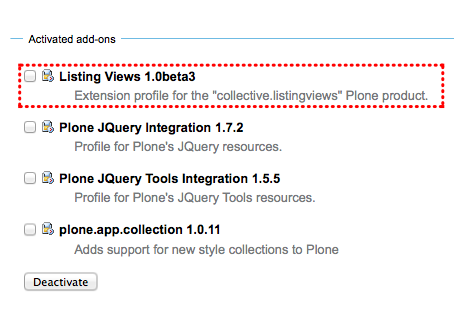 Activated add-ons
Listing Views 1.0beta3
Extension profile for the "collective.listingviews" Plone product.
Plone JQuery Integration 1.7.2
Profile for Plone's JQuery resources.
Plone JQuery Tools Integration 1.5.5
Profile for Plone's JQuery Tools resources.
plone.app.collection 1.0.11
Adds support for new style collections to Plone
Deactivate